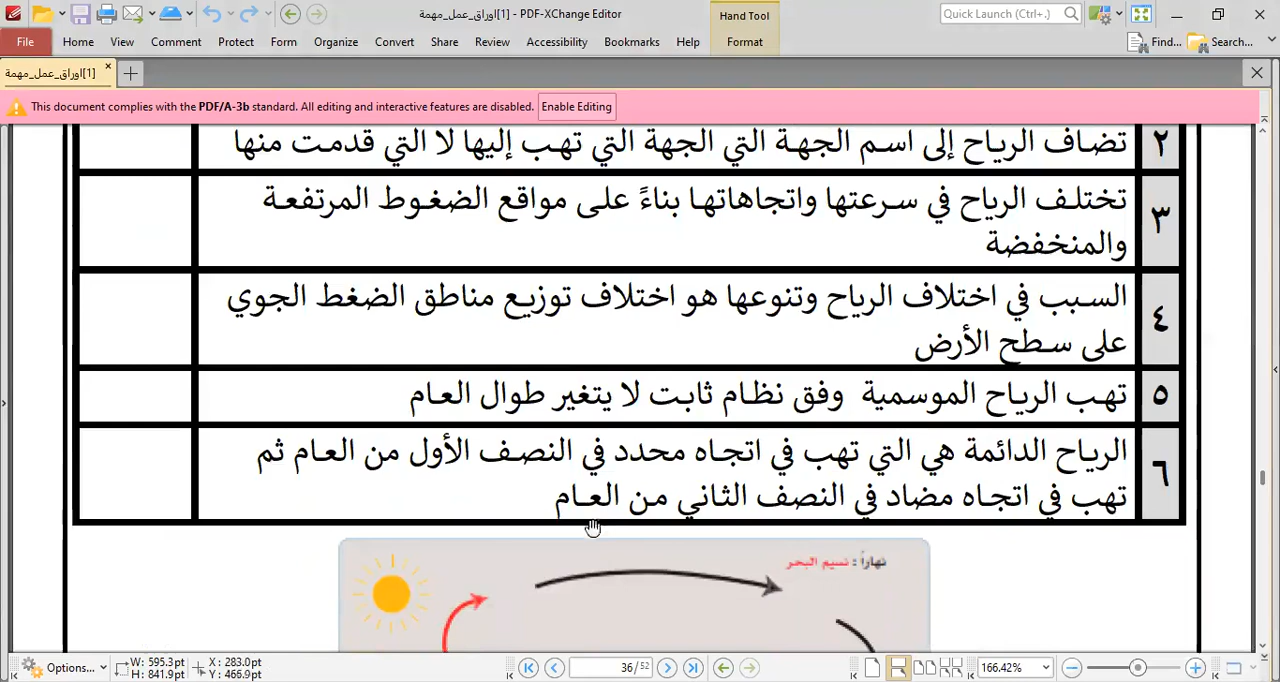 [1]اوراق_عمل_مهمة - PDF-XChange Editor
Hand Tool
Quick Launch (Ctrl+.)
File
Home
View
Comment
Protect
Form
Organize
Convert
Share
Review
Accessibility
Bookmarks
Help
Format
Find...
Search...
[1]اوراق_عمل_مهمة
This document complies with the PDF/A-3b standard. All editing and interactive features are disabled.
Enable Editing
٢ تضاف الرياح إلى اسم الجهة التي الجهة التي تهب إليها لا التي قدمت منها
٣ تختلف الرياح في سرعتها واتجاهاتها بناءً على مواقع الضغوط المرتفعة
والمنخفضة
٤ السبب في اختلاف الرياح وتنوعها هو اختلاف توزيع مناطق الضغط الجوي
على سطح الأرض
٥ تهب الرياح الموسمية وفق نظام ثابت لا يتغير طوال العام
٦ الرياح الدائمة هي التي تهب في اتجاه محدد في النصف الأول من العام ثم
تهب في اتجاه مضاد في النصف الثاني من العام
نهاراً : نسيم البحر
Options...
W: 595.3pt
H: 841.9pt
X: 283.0pt
Y: 466.9pt
36 / 52
166.42%